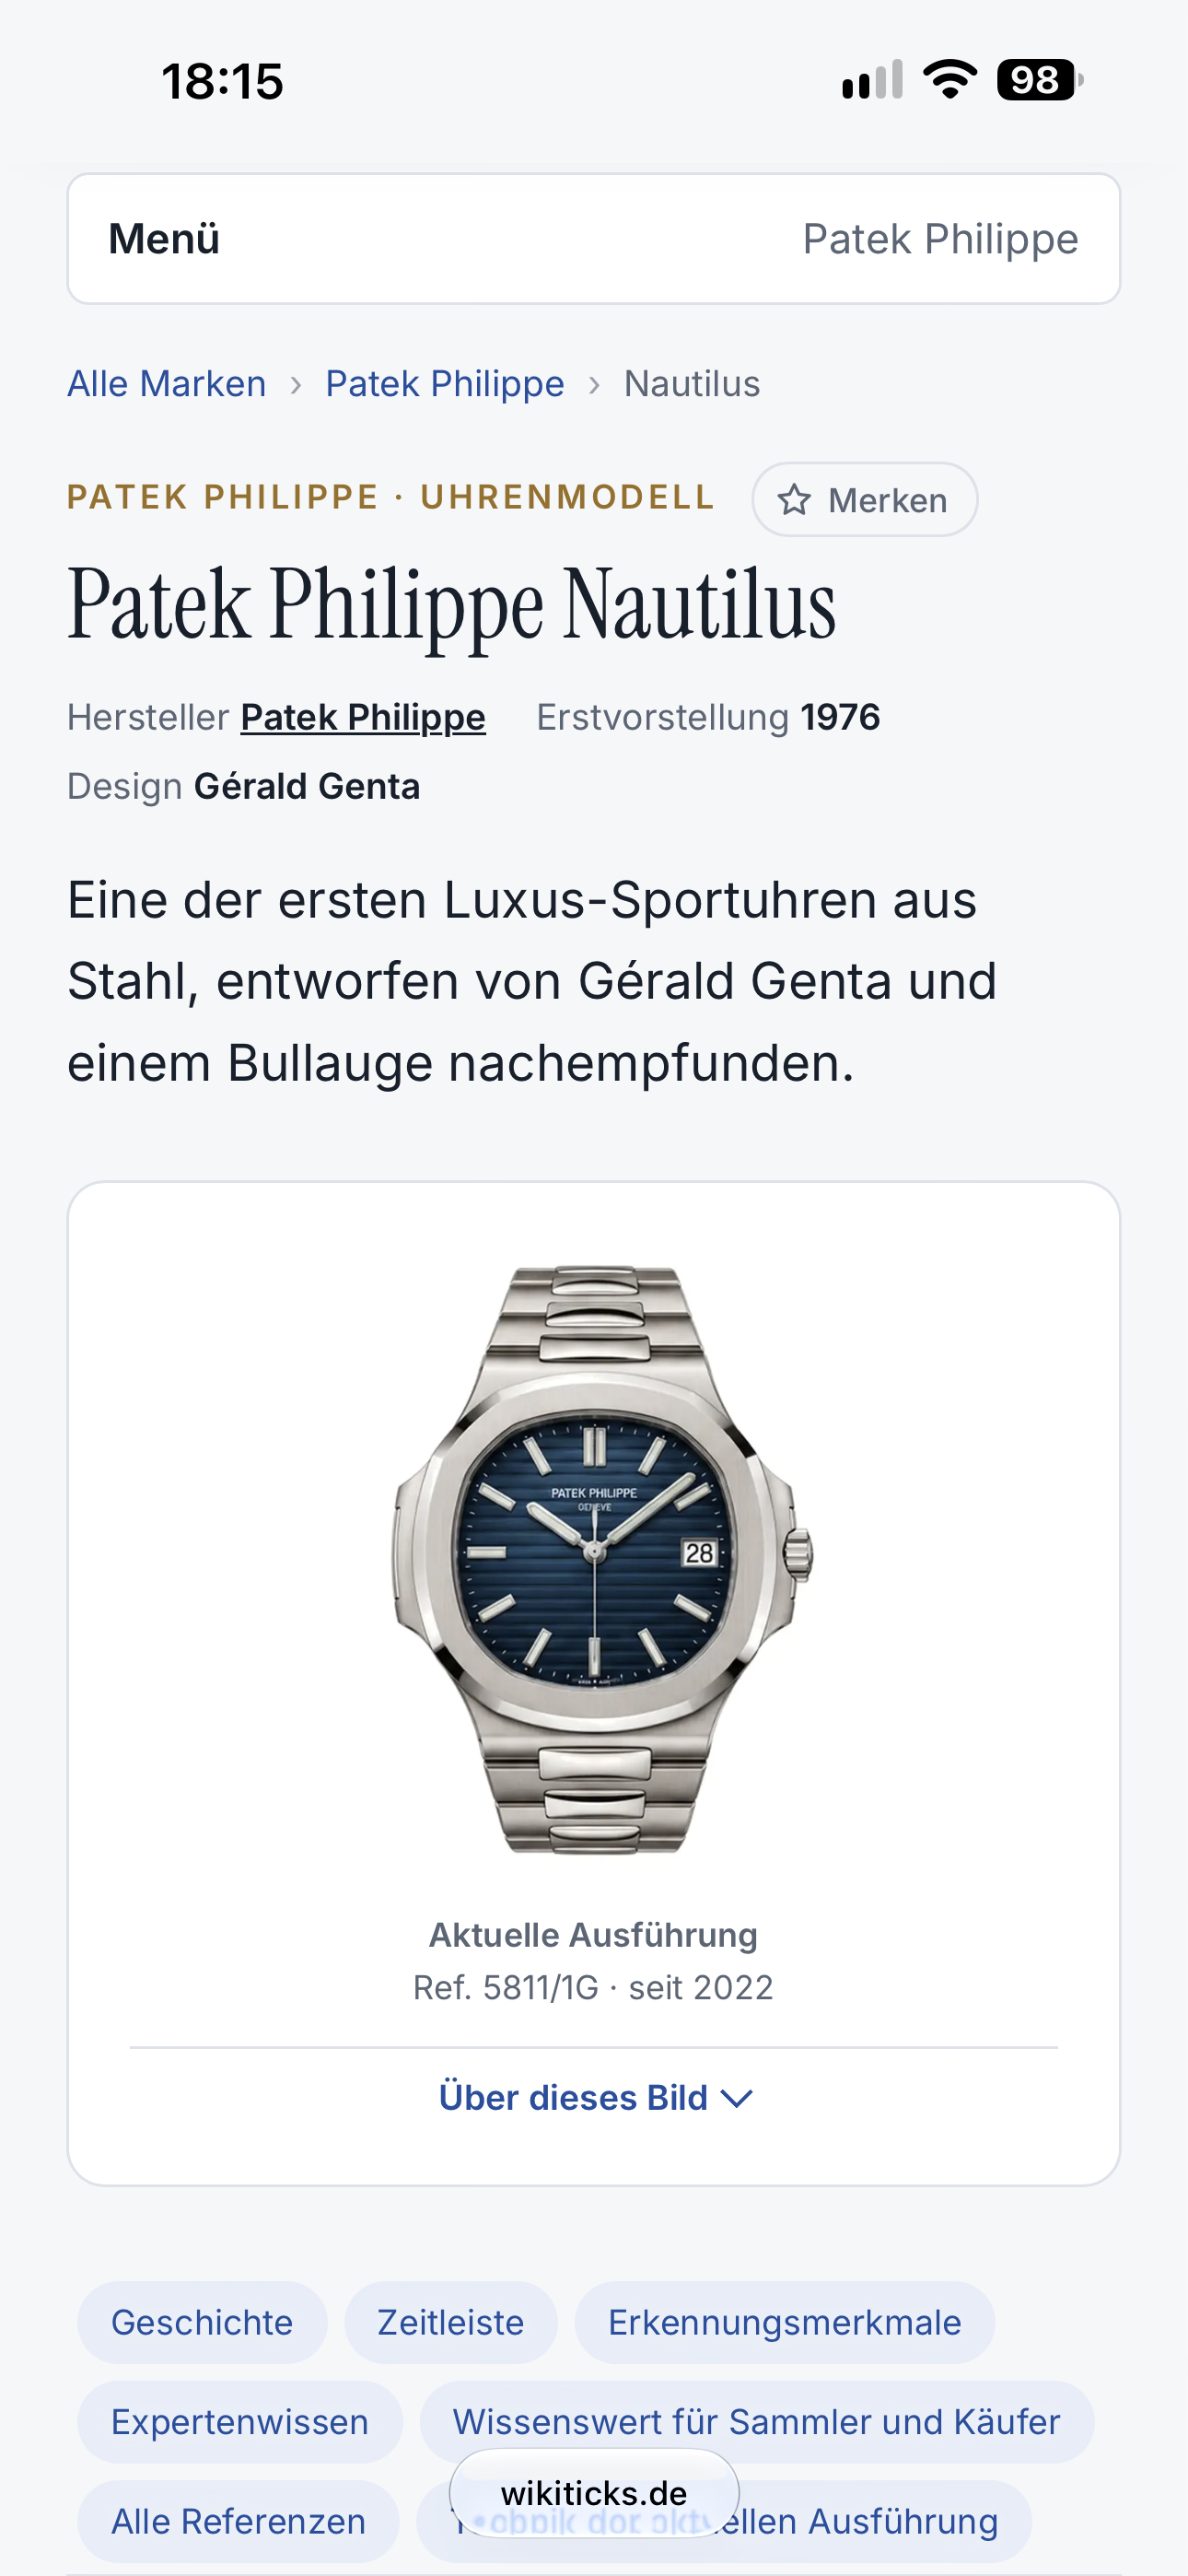 18:15
98
Menü
Patek Philippe
Alle Marken › Patek Philippe › Nautilus
PATEK PHILIPPE · UHRENMODELL
Merken
Patek Philippe Nautilus
Hersteller Patek Philippe Erstvorstellung 1976
Design Gérald Genta
Eine der ersten Luxus-Sportuhren aus
Stahl, entworfen von Gérald Genta und
einem Bullauge nachempfunden.
PATEK PHILIPPE
GENEVE
28
Aktuelle Ausführung
Ref. 5811/1G · seit 2022
Über dieses Bild
Geschichte
Zeitleiste
Erkennungsmerkmale
Expertenwissen
Wissenswert für Sammler und Käufer
wikiticks.de
Alle Referenzen
Ausführung